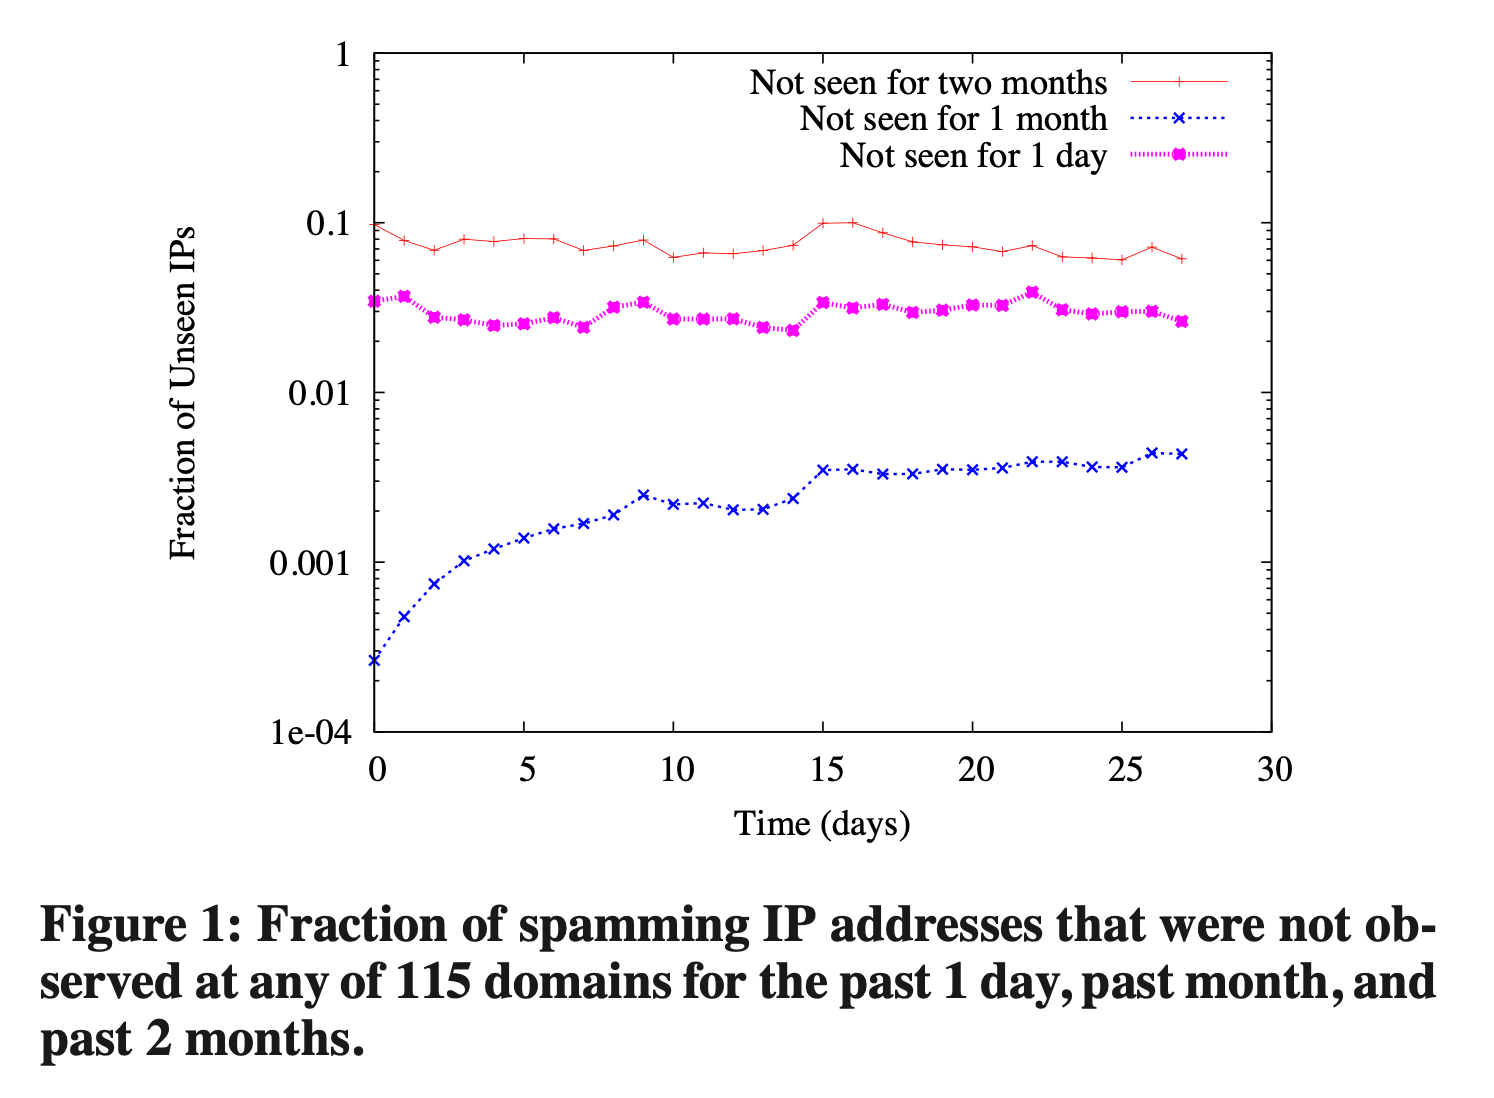 1
Not seen for two months
Not seen for 1 month
Not seen for 1 day
0.1
0.01
0.001
1e-04
Fraction of Unseen IPs
0 5 10 15 20 25 30
Time (days)
Figure 1: Fraction of spamming IP addresses that were not ob-
served at any of 115 domains for the past 1 day, past month, and
past 2 months.